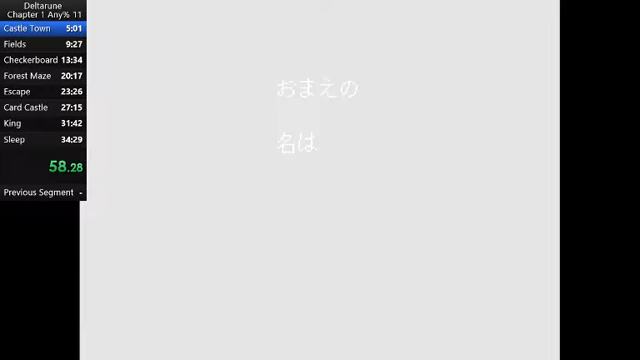 Deltarune
Chapter 1 Any% 11
Castle Town 5:01
Fields 9:27
Checkerboard 13:34
Forest Maze 20:17
Escape 23:26
Card Castle 27:15
King 31:42
Sleep 34:29
58.28
Previous Segment -
おまえの
名は